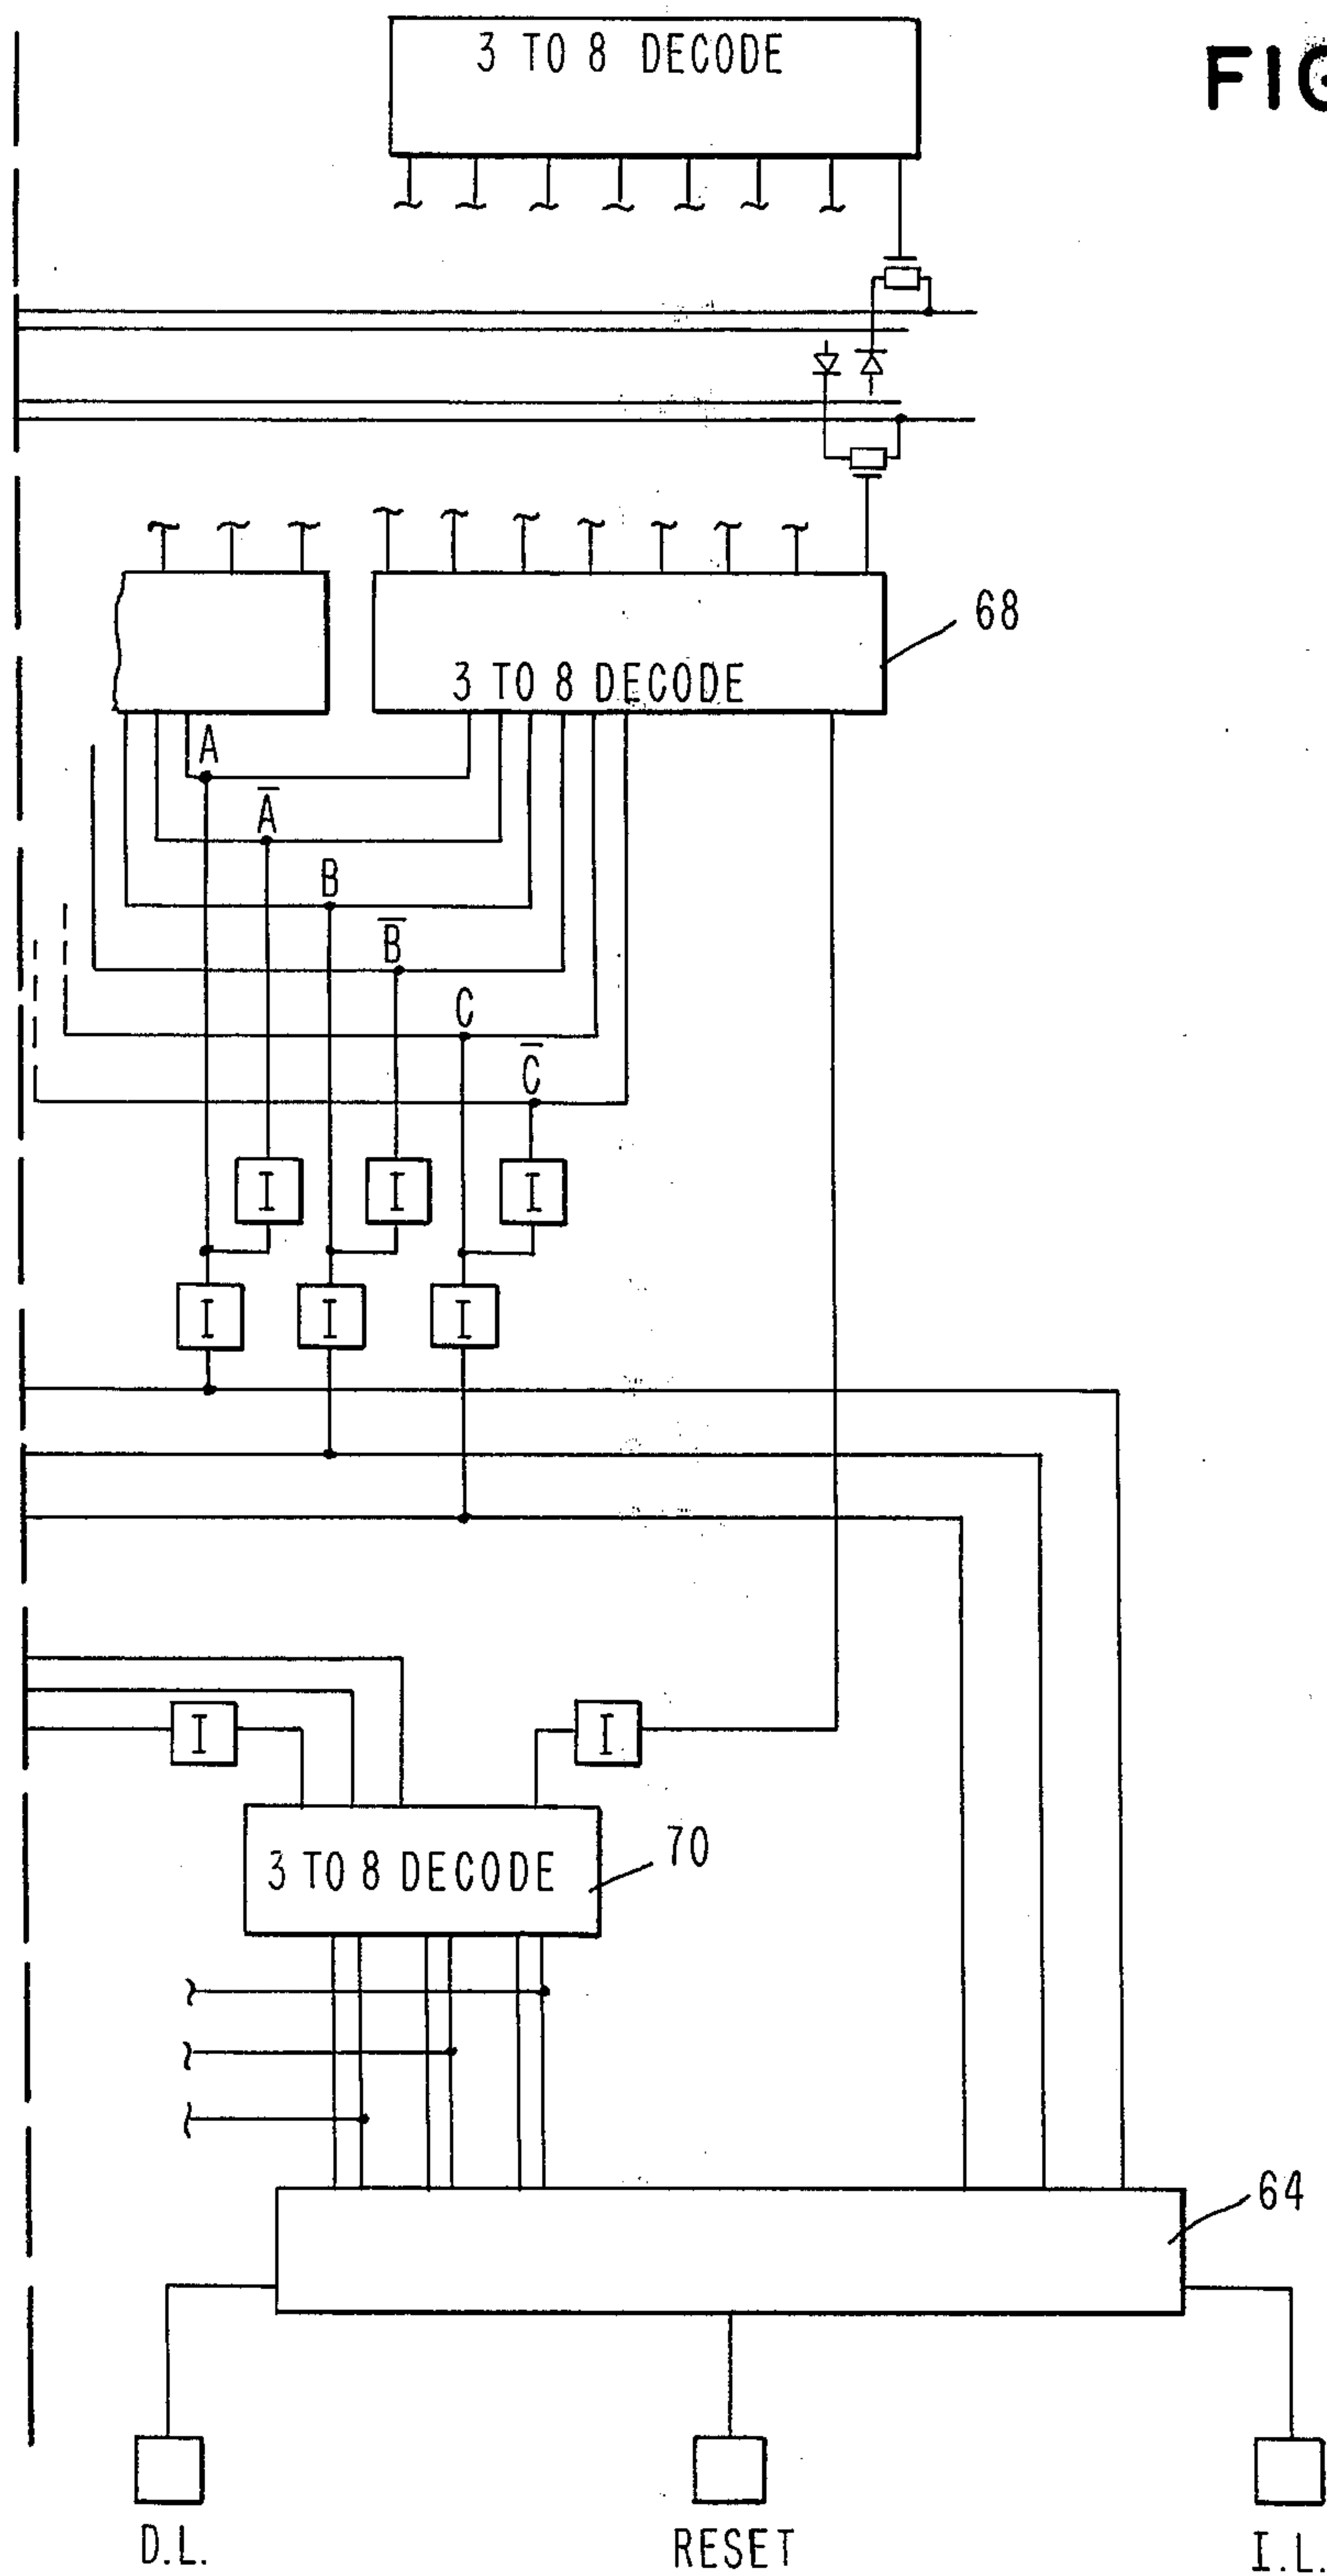 3 TO 8 DECODE
FIG
68
3 TO 8 DECODE
A
A̅
B
B̅
C
C̅
I I I
I I I
I I
3 TO 8 DECODE
70
64
D.L. RESET I.L.